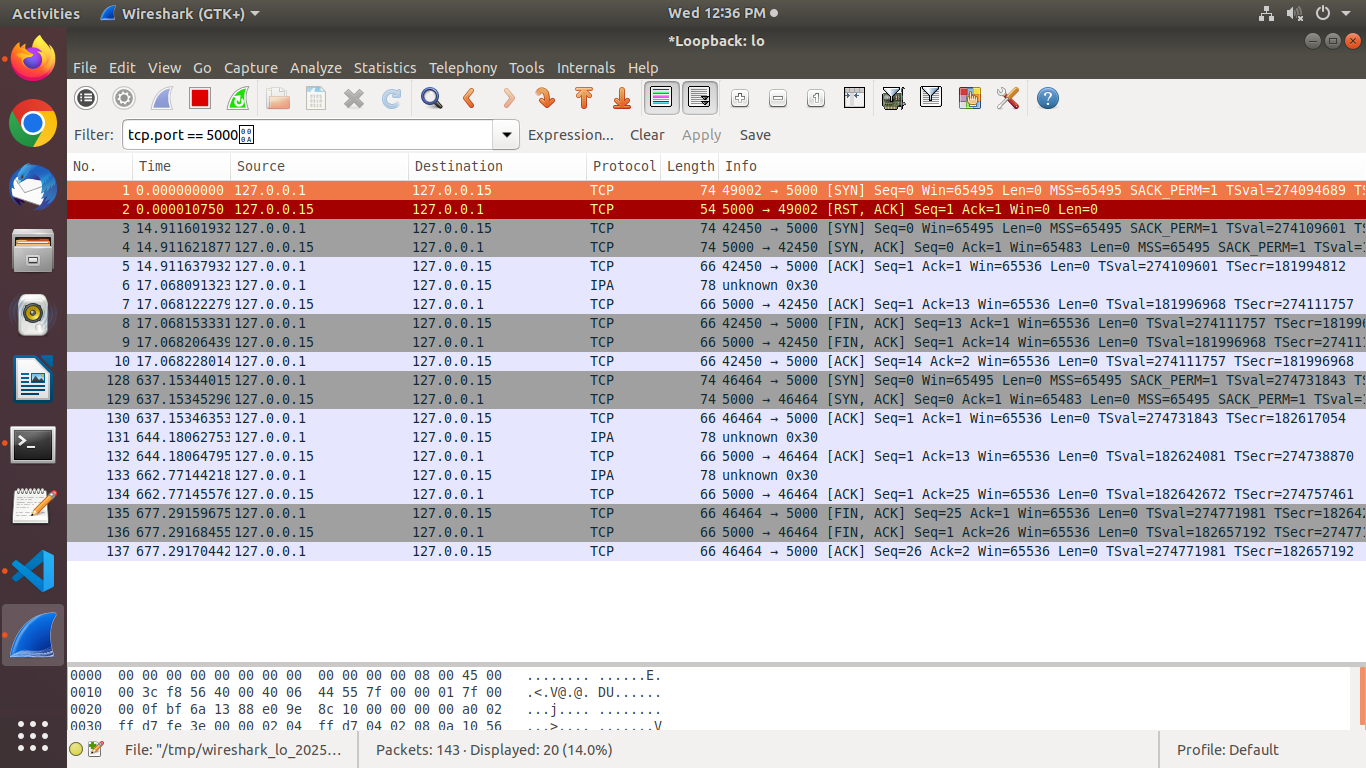 Activities Wireshark (GTK+) Wed 12:36 PM
*Loopback: lo
File Edit View Go Capture Analyze Statistics Telephony Tools Internals Help
Filter: tcp.port == 5000 Expression... Clear Apply Save
No. Time Source Destination Protocol Length Info
1 0.000000000 127.0.0.1 127.0.0.15 TCP 74 49002 → 5000 [SYN] Seq=0 Win=65495 Len=0 MSS=65495 SACK_PERM=1 TSval=274094689 TS
2 0.000010750 127.0.0.15 127.0.0.1 TCP 54 5000 → 49002 [RST, ACK] Seq=1 Ack=1 Win=0 Len=0
3 14.911601932 127.0.0.1 127.0.0.15 TCP 74 42450 → 5000 [SYN] Seq=0 Win=65495 Len=0 MSS=65495 SACK_PERM=1 TSval=274109601 TS
4 14.911621877 127.0.0.15 127.0.0.1 TCP 74 5000 → 42450 [SYN, ACK] Seq=0 Ack=1 Win=65483 Len=0 MSS=65495 SACK_PERM=1 TSval=1
5 14.911637932 127.0.0.1 127.0.0.15 TCP 66 42450 → 5000 [ACK] Seq=1 Ack=1 Win=65536 Len=0 TSval=274109601 TSecr=181994812
6 17.068091323 127.0.0.1 127.0.0.15 IPA 78 unknown 0x30
7 17.068122279 127.0.0.15 127.0.0.1 TCP 66 5000 → 42450 [ACK] Seq=1 Ack=13 Win=65536 Len=0 TSval=181996968 TSecr=274111757
8 17.068153331 127.0.0.1 127.0.0.15 TCP 66 42450 → 5000 [FIN, ACK] Seq=13 Ack=1 Win=65536 Len=0 TSval=274111757 TSecr=181996
9 17.068206439 127.0.0.15 127.0.0.1 TCP 66 5000 → 42450 [FIN, ACK] Seq=1 Ack=14 Win=65536 Len=0 TSval=181996968 TSecr=274111
10 17.068228014 127.0.0.1 127.0.0.15 TCP 66 42450 → 5000 [ACK] Seq=14 Ack=2 Win=65536 Len=0 TSval=274111757 TSecr=181996968
128 637.15344015 127.0.0.1 127.0.0.15 TCP 74 46464 → 5000 [SYN] Seq=0 Win=65495 Len=0 MSS=65495 SACK_PERM=1 TSval=274731843 TS
129 637.15345290 127.0.0.15 127.0.0.1 TCP 74 5000 → 46464 [SYN, ACK] Seq=0 Ack=1 Win=65483 Len=0 MSS=65495 SACK_PERM=1 TSval=1
130 637.15346353 127.0.0.1 127.0.0.15 TCP 66 46464 → 5000 [ACK] Seq=1 Ack=1 Win=65536 Len=0 TSval=274731843 TSecr=182617054
131 644.18062753 127.0.0.1 127.0.0.15 IPA 78 unknown 0x30
132 644.18064795 127.0.0.15 127.0.0.1 TCP 66 5000 → 46464 [ACK] Seq=1 Ack=13 Win=65536 Len=0 TSval=182624081 TSecr=274738870
133 662.77144218 127.0.0.1 127.0.0.15 IPA 78 unknown 0x30
134 662.77145576 127.0.0.15 127.0.0.1 TCP 66 5000 → 46464 [ACK] Seq=1 Ack=25 Win=65536 Len=0 TSval=182642672 TSecr=274757461
135 677.29159675 127.0.0.1 127.0.0.15 TCP 66 46464 → 5000 [FIN, ACK] Seq=25 Ack=1 Win=65536 Len=0 TSval=274771981 TSecr=182642
136 677.29168455 127.0.0.15 127.0.0.1 TCP 66 5000 → 46464 [FIN, ACK] Seq=1 Ack=26 Win=65536 Len=0 TSval=182657192 TSecr=27477
137 677.29170442 127.0.0.1 127.0.0.15 TCP 66 46464 → 5000 [ACK] Seq=26 Ack=2 Win=65536 Len=0 TSval=274771981 TSecr=182657192
0000 00 00 00 00 00 00 00 00 00 00 00 00 08 00 45 00 ........ ......E.
0010 00 3c f8 56 40 00 40 06 44 55 7f 00 00 01 7f 00 .<.V@.@. DU......
0020 00 0f bf 6a 13 88 e0 9e 8c 10 00 00 00 00 a0 02 ...j.... ........
0030 ff d7 fe 3e 00 00 02 04 ff d7 04 02 08 0a 10 56 ...>.... .......V
File: "/tmp/wireshark_lo_2025... Packets: 143 · Displayed: 20 (14.0%) Profile: Default